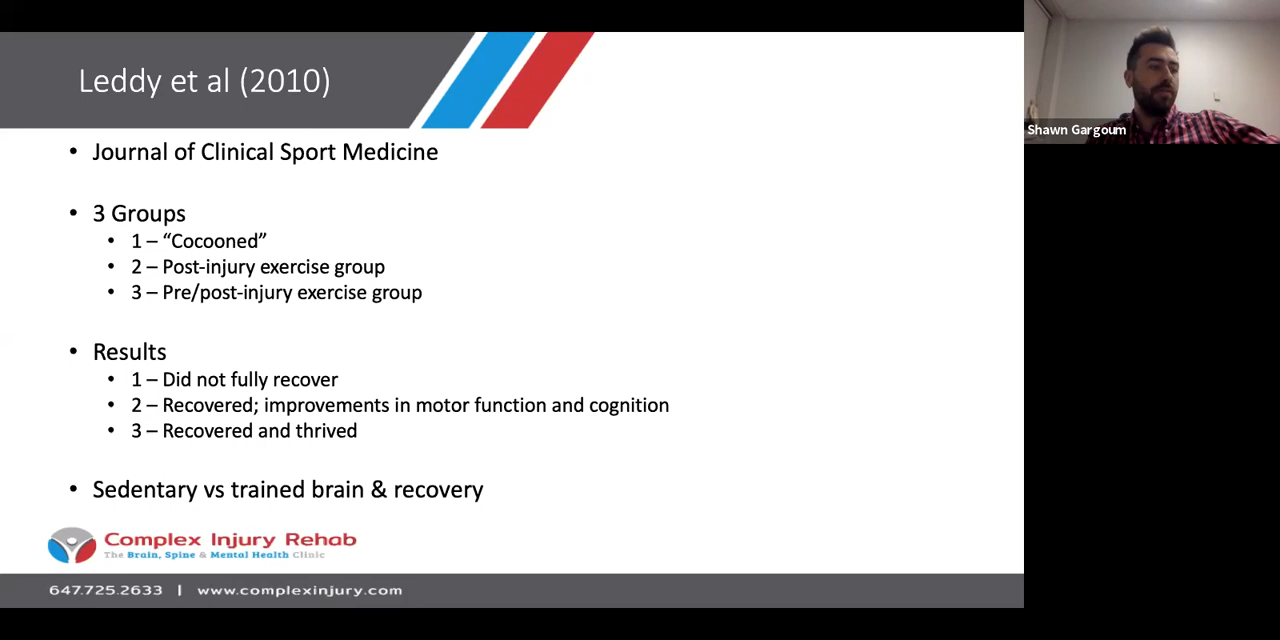 Leddy et al (2010)
• Journal of Clinical Sport Medicine
• 3 Groups
• 1 – “Cocooned”
• 2 – Post-injury exercise group
• 3 – Pre/post-injury exercise group
• Results
• 1 – Did not fully recover
• 2 – Recovered; improvements in motor function and cognition
• 3 – Recovered and thrived
• Sedentary vs trained brain & recovery
Complex Injury Rehab
The Brain, Spine & Mental Health Clinic
647.725.2633 | www.complexinjury.com
Shawn Gargoum